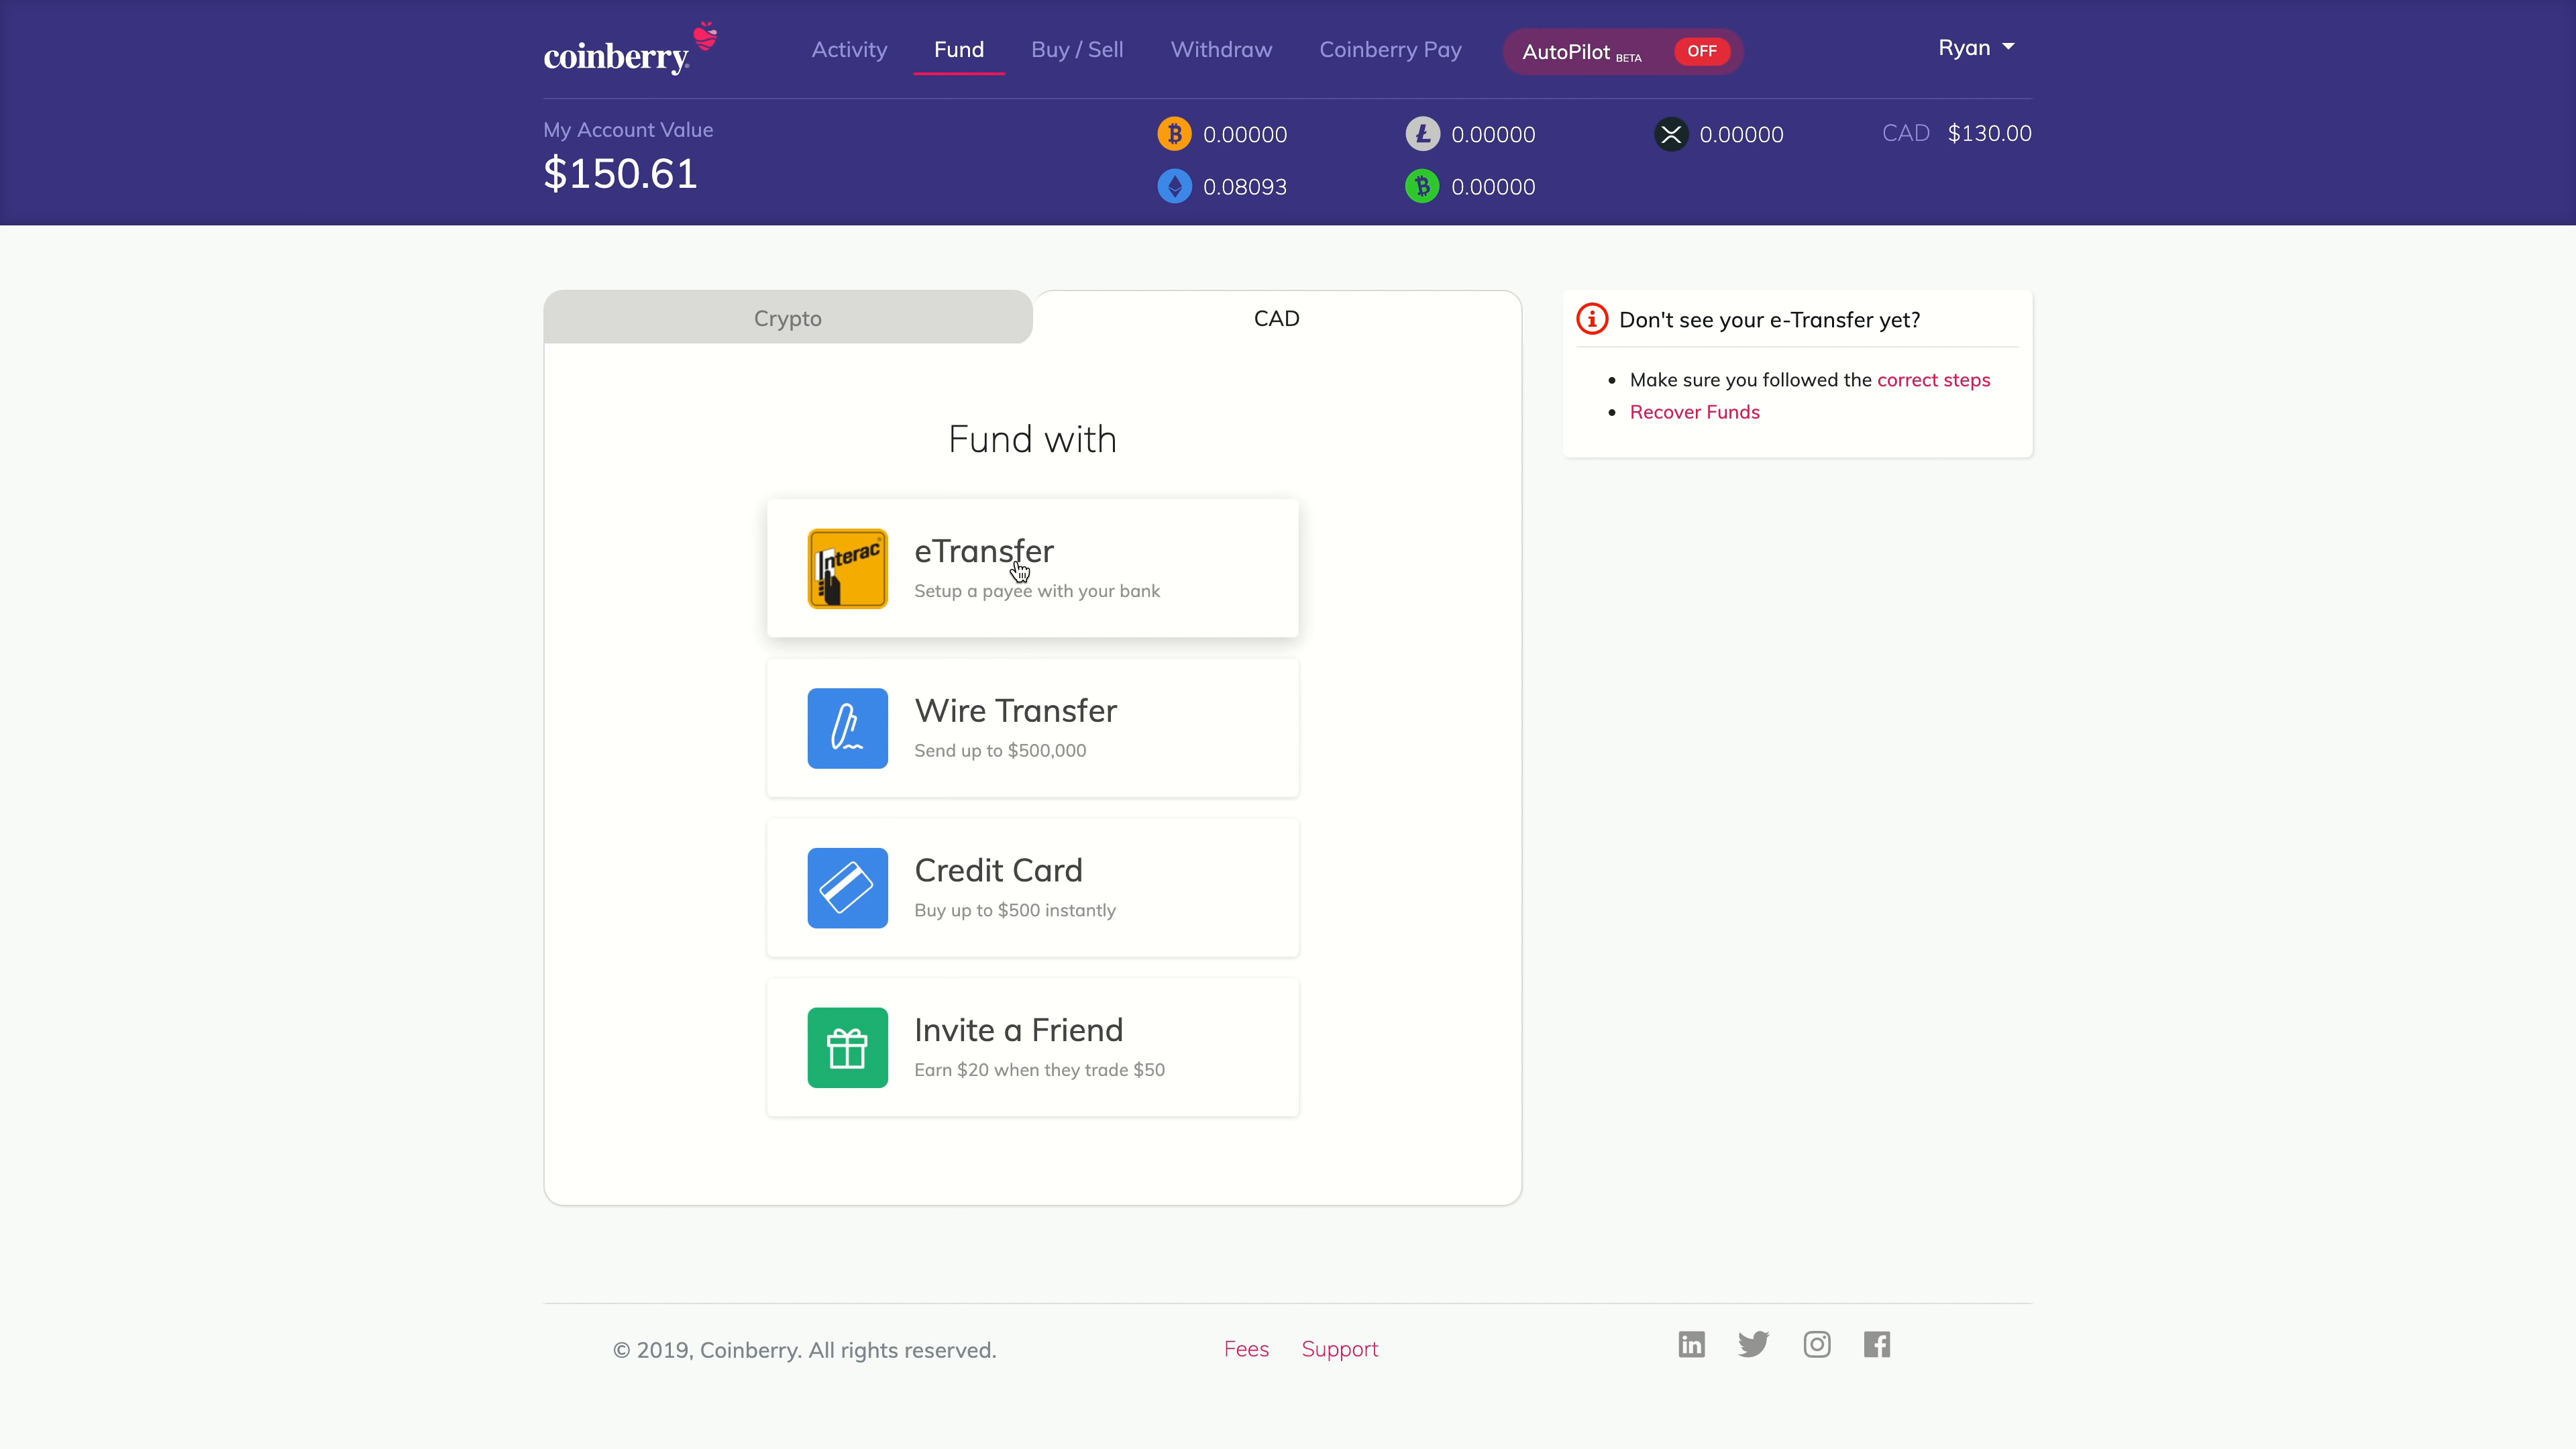 coinberry
Activity
Fund
Buy / Sell
Withdraw
Coinberry Pay
AutoPilot BETA
OFF
Ryan
My Account Value
$150.61
0.00000
0.00000
0.00000
CAD $130.00
0.08093
0.00000
Crypto
CAD
Fund with
Interac
eTransfer
Setup a payee with your bank
Wire Transfer
Send up to $500,000
Credit Card
Buy up to $500 instantly
Invite a Friend
Earn $20 when they trade $50
Don't see your e-Transfer yet?
Make sure you followed the correct steps
Recover Funds
© 2019, Coinberry. All rights reserved.
Fees
Support